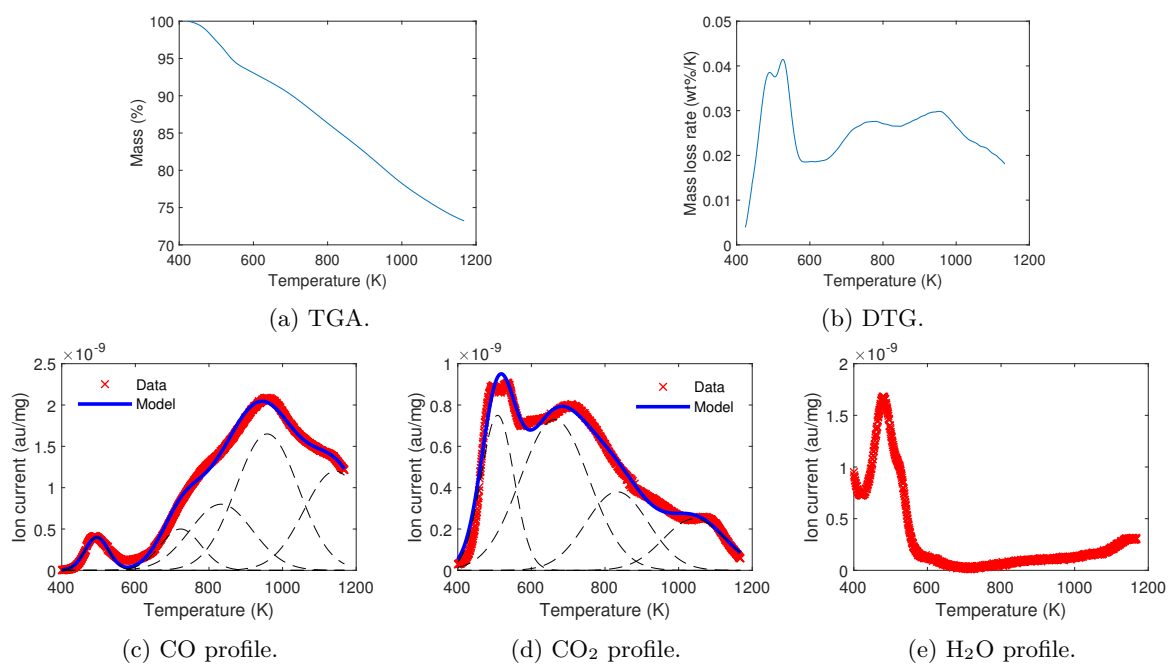 100
95
90
85
80
75
70
Mass (%)
400 600 800 1000 1200
Temperature (K)
(a) TGA.
0.05
0.04
0.03
0.02
0.01
0
Mass loss rate (wt%/K)
400 600 800 1000 1200
Temperature (K)
(b) DTG.
×10⁻⁹
2.5
2
1.5
1
0.5
0
Ion current (au/mg)
Data
Model
400 600 800 1000 1200
Temperature (K)
(c) CO profile.
×10⁻⁹
1
0.8
0.6
0.4
0.2
0
Ion current (au/mg)
Data
Model
400 600 800 1000 1200
Temperature (K)
(d) CO₂ profile.
×10⁻⁹
2
1.5
1
0.5
0
Ion current (au/mg)
400 600 800 1000 1200
Temperature (K)
(e) H₂O profile.